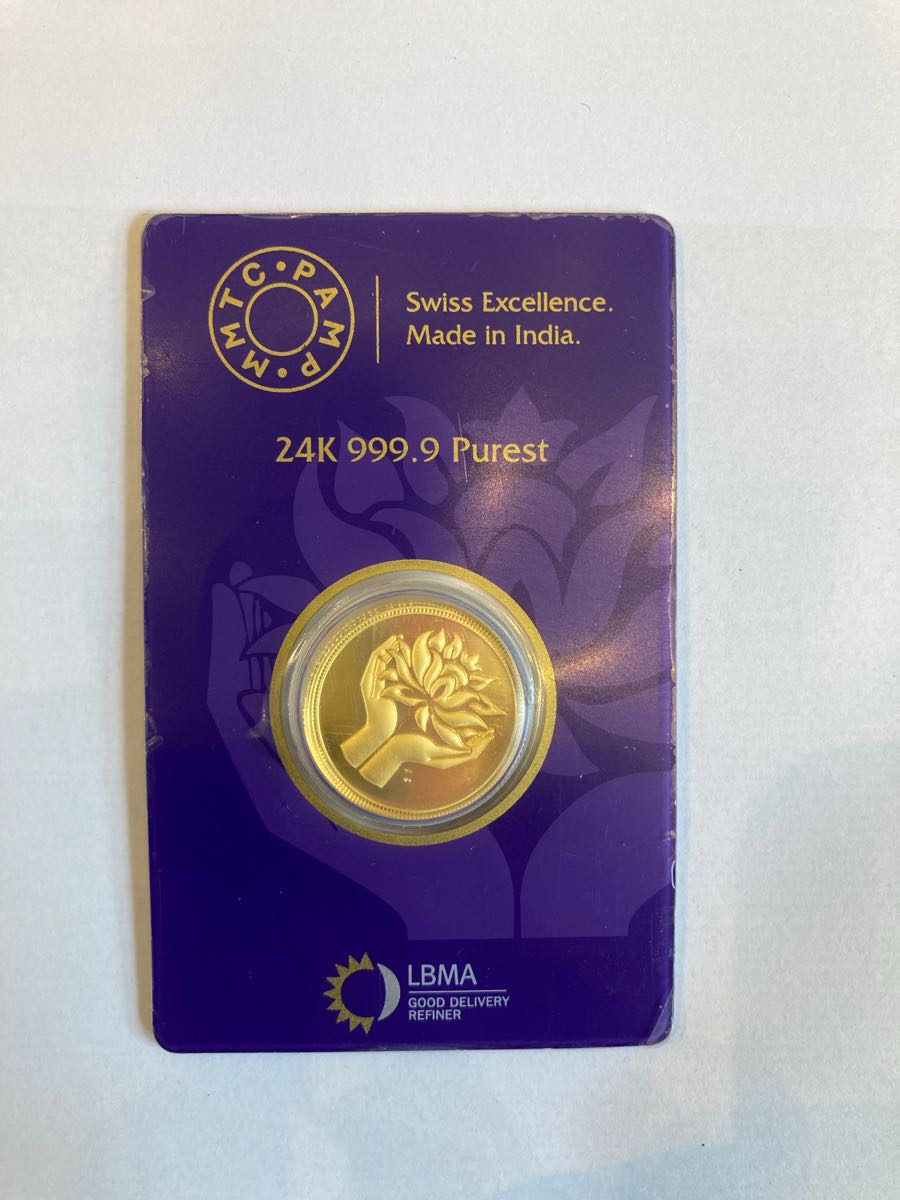 MMTC • PAMP •
Swiss Excellence.
Made in India.
24K 999.9 Purest
LBMA
GOOD DELIVERY
REFINER